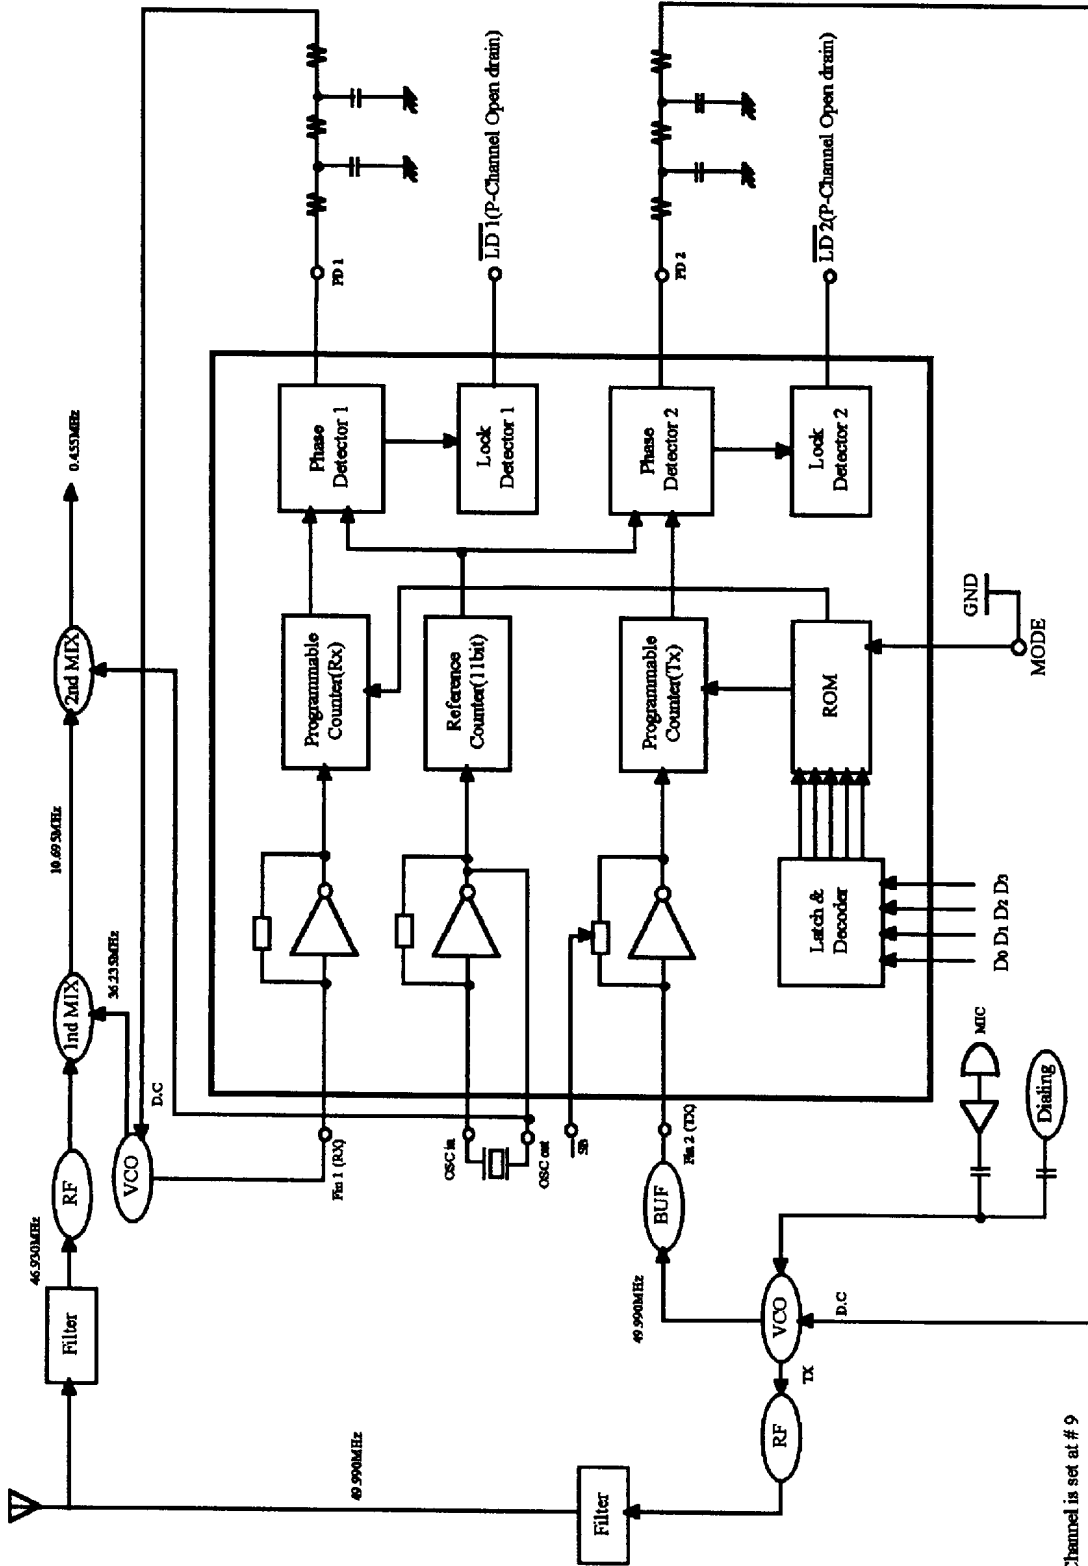 49.990MHz
46.930MHz
Filter
RF
1nd MIX
36.235MHz
10.695MHz
2nd MIX
0.455MHz
VCO
D.C
Fin 1 (RX)
OSC in
OSC out
SB
Fin 2 (TX)
BUF
49.990MHz
VCO
TX
RF
Filter
D.C
MIC
Dialing
Programmable
Counter(Rx)
Reference
Counter(11bit)
Programmable
Counter(Tx)
Latch &
Decoder
D0 D1 D2 D3
ROM
MODE
GND
Phase
Detector 1
Lock
Detector 1
Phase
Detector 2
Lock
Detector 2
PD 1
LD 1(P-Channel Open drain)
PD 2
LD 2(P-Channel Open drain)
hannel is set at # 9